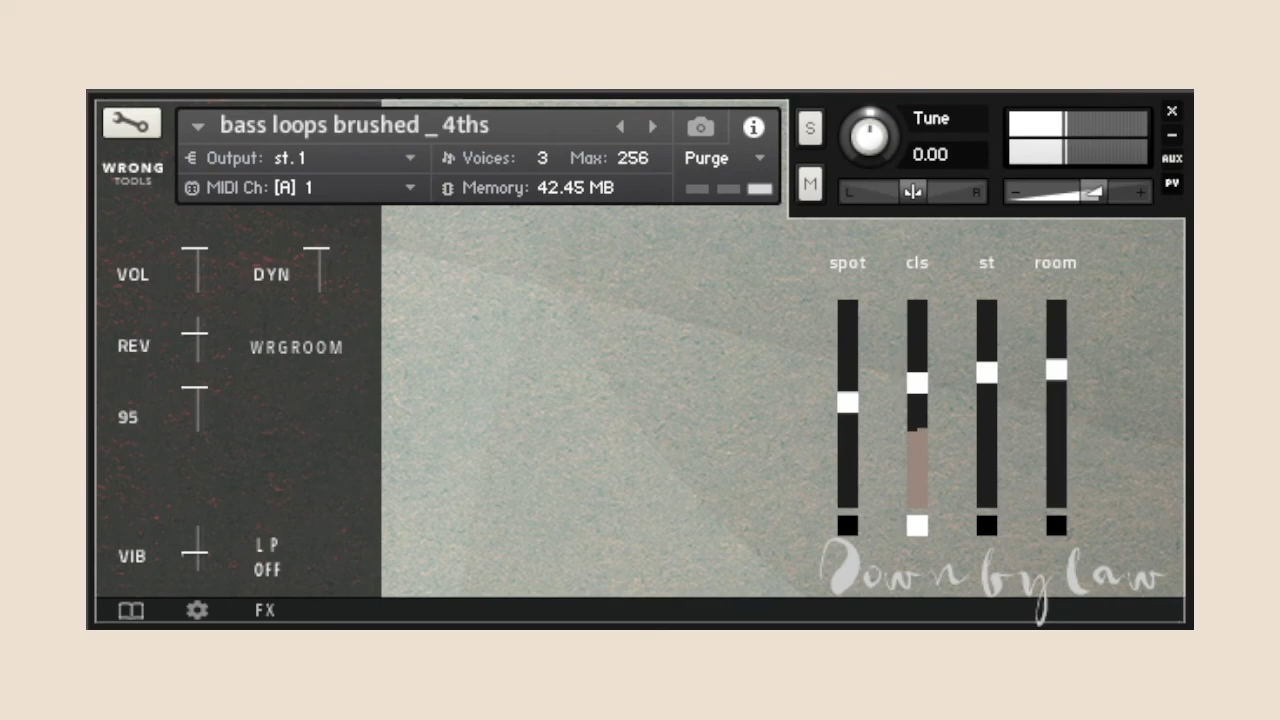 bass loops brushed _4ths
Output: st.1
Voices: 3 Max: 256
Purge
MIDI Ch: [A] 1
Memory: 42.45 MB
S
M
Tune
0.00
L R
- +
X
-
AUX
PV
WRONG
TOOLS
VOL DYN
REV WRGROOM
95
VIB
LP
OFF
FX
spot cls st room
Down by law